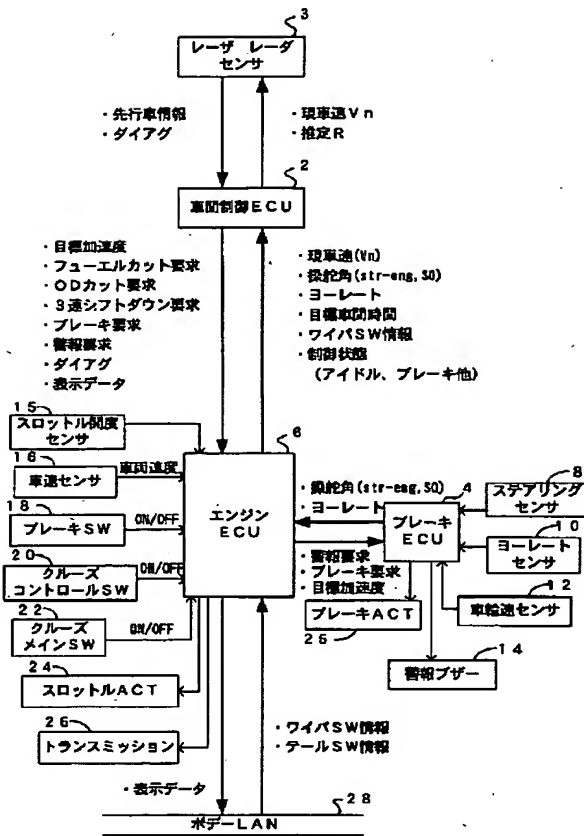 3
レーザ レーダ
センサ
・先行車情報
・ダイアグ
・現車速Ｖｎ
・推定Ｒ
2
車間制御ＥＣＵ
・目標加速度
・フューエルカット要求
・ＯＤカット要求
・３速シフトダウン要求
・ブレーキ要求
・警報要求
・ダイアグ
・表示データ
・現車速(Vn)
・操舵角(str-eng,S0)
・ヨーレート
・目標車間時間
・ワイパSW情報
・制御状態
(アイドル、ブレーキ他)
15
スロットル開度
センサ
16
車速センサ
車両速度
18
ブレーキSW
ON/OFF
20
クルーズ
コントロールSW
ON/OFF
22
クルーズ
メインSW
ON/OFF
24
スロットルACT
26
トランスミッション
6
エンジン
ECU
・操舵角(str-eng,S0)
・ヨーレート
・警報要求
・ブレーキ要求
・目標加速度
4
ブレーキ
ECU
8
ステアリング
センサ
10
ヨーレート
センサ
12
車輪速センサ
ブレーキACT
25
14
警報ブザー
・ワイパSW情報
・テールSW情報
・表示データ
28
ボデーLAN